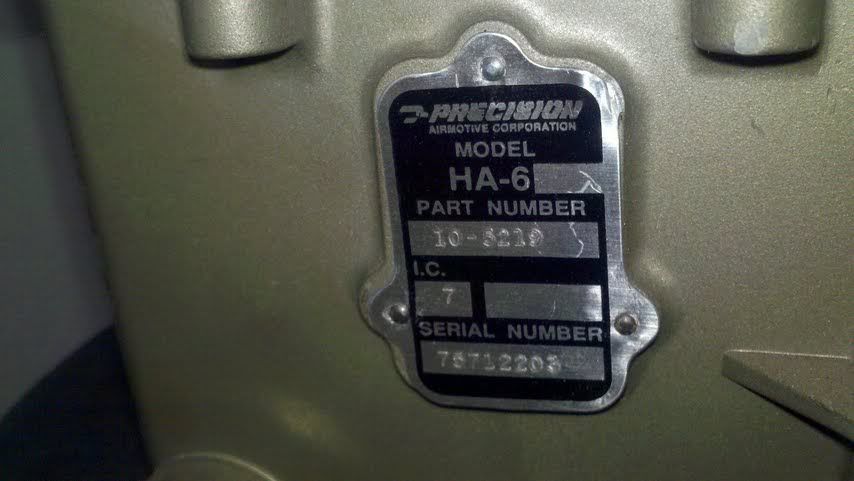 PRECISION
AIRMOTIVE CORPORATION
MODEL
HA-6
PART NUMBER
10-5219
I.C.
7
SERIAL NUMBER
75712203